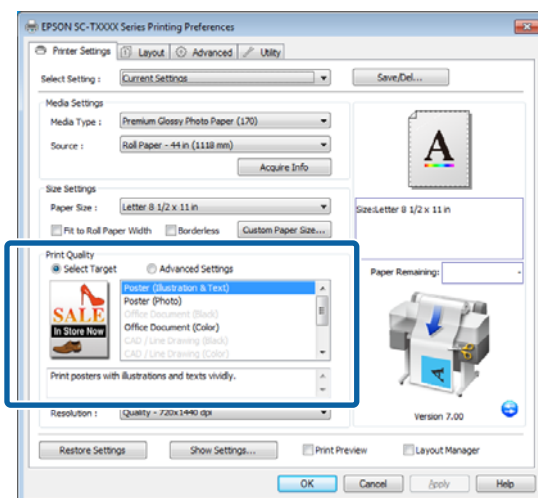 EPSON SC-TXXXX Series Printing Preferences
Printer Settings Layout Advanced Utility
Select Setting : Current Settings Save/Del...
Media Settings
Media Type : Premium Glossy Photo Paper (170)
Source : Roll Paper - 44 in (1118 mm)
Acquire Info
A
Size Settings
Paper Size : Letter 8 1/2 x 11 in
Size:Letter 8 1/2 x 11 in
Fit to Roll Paper Width Borderless Custom Paper Size...
Print Quality
Select Target Advanced Settings
Paper Remaining: -
Poster (Illustration & Text)
Poster (Photo)
Office Document (Black)
Office Document (Color)
CAD / Line Drawing (Black)
CAD / Line Drawing (Color)
SALE
In Store Now
A
Print posters with illustrations and texts vividly.
Resolution : Quality - 720x1440 dpi
Version 7.00
Restore Settings Show Settings... Print Preview Layout Manager
OK Cancel Apply Help